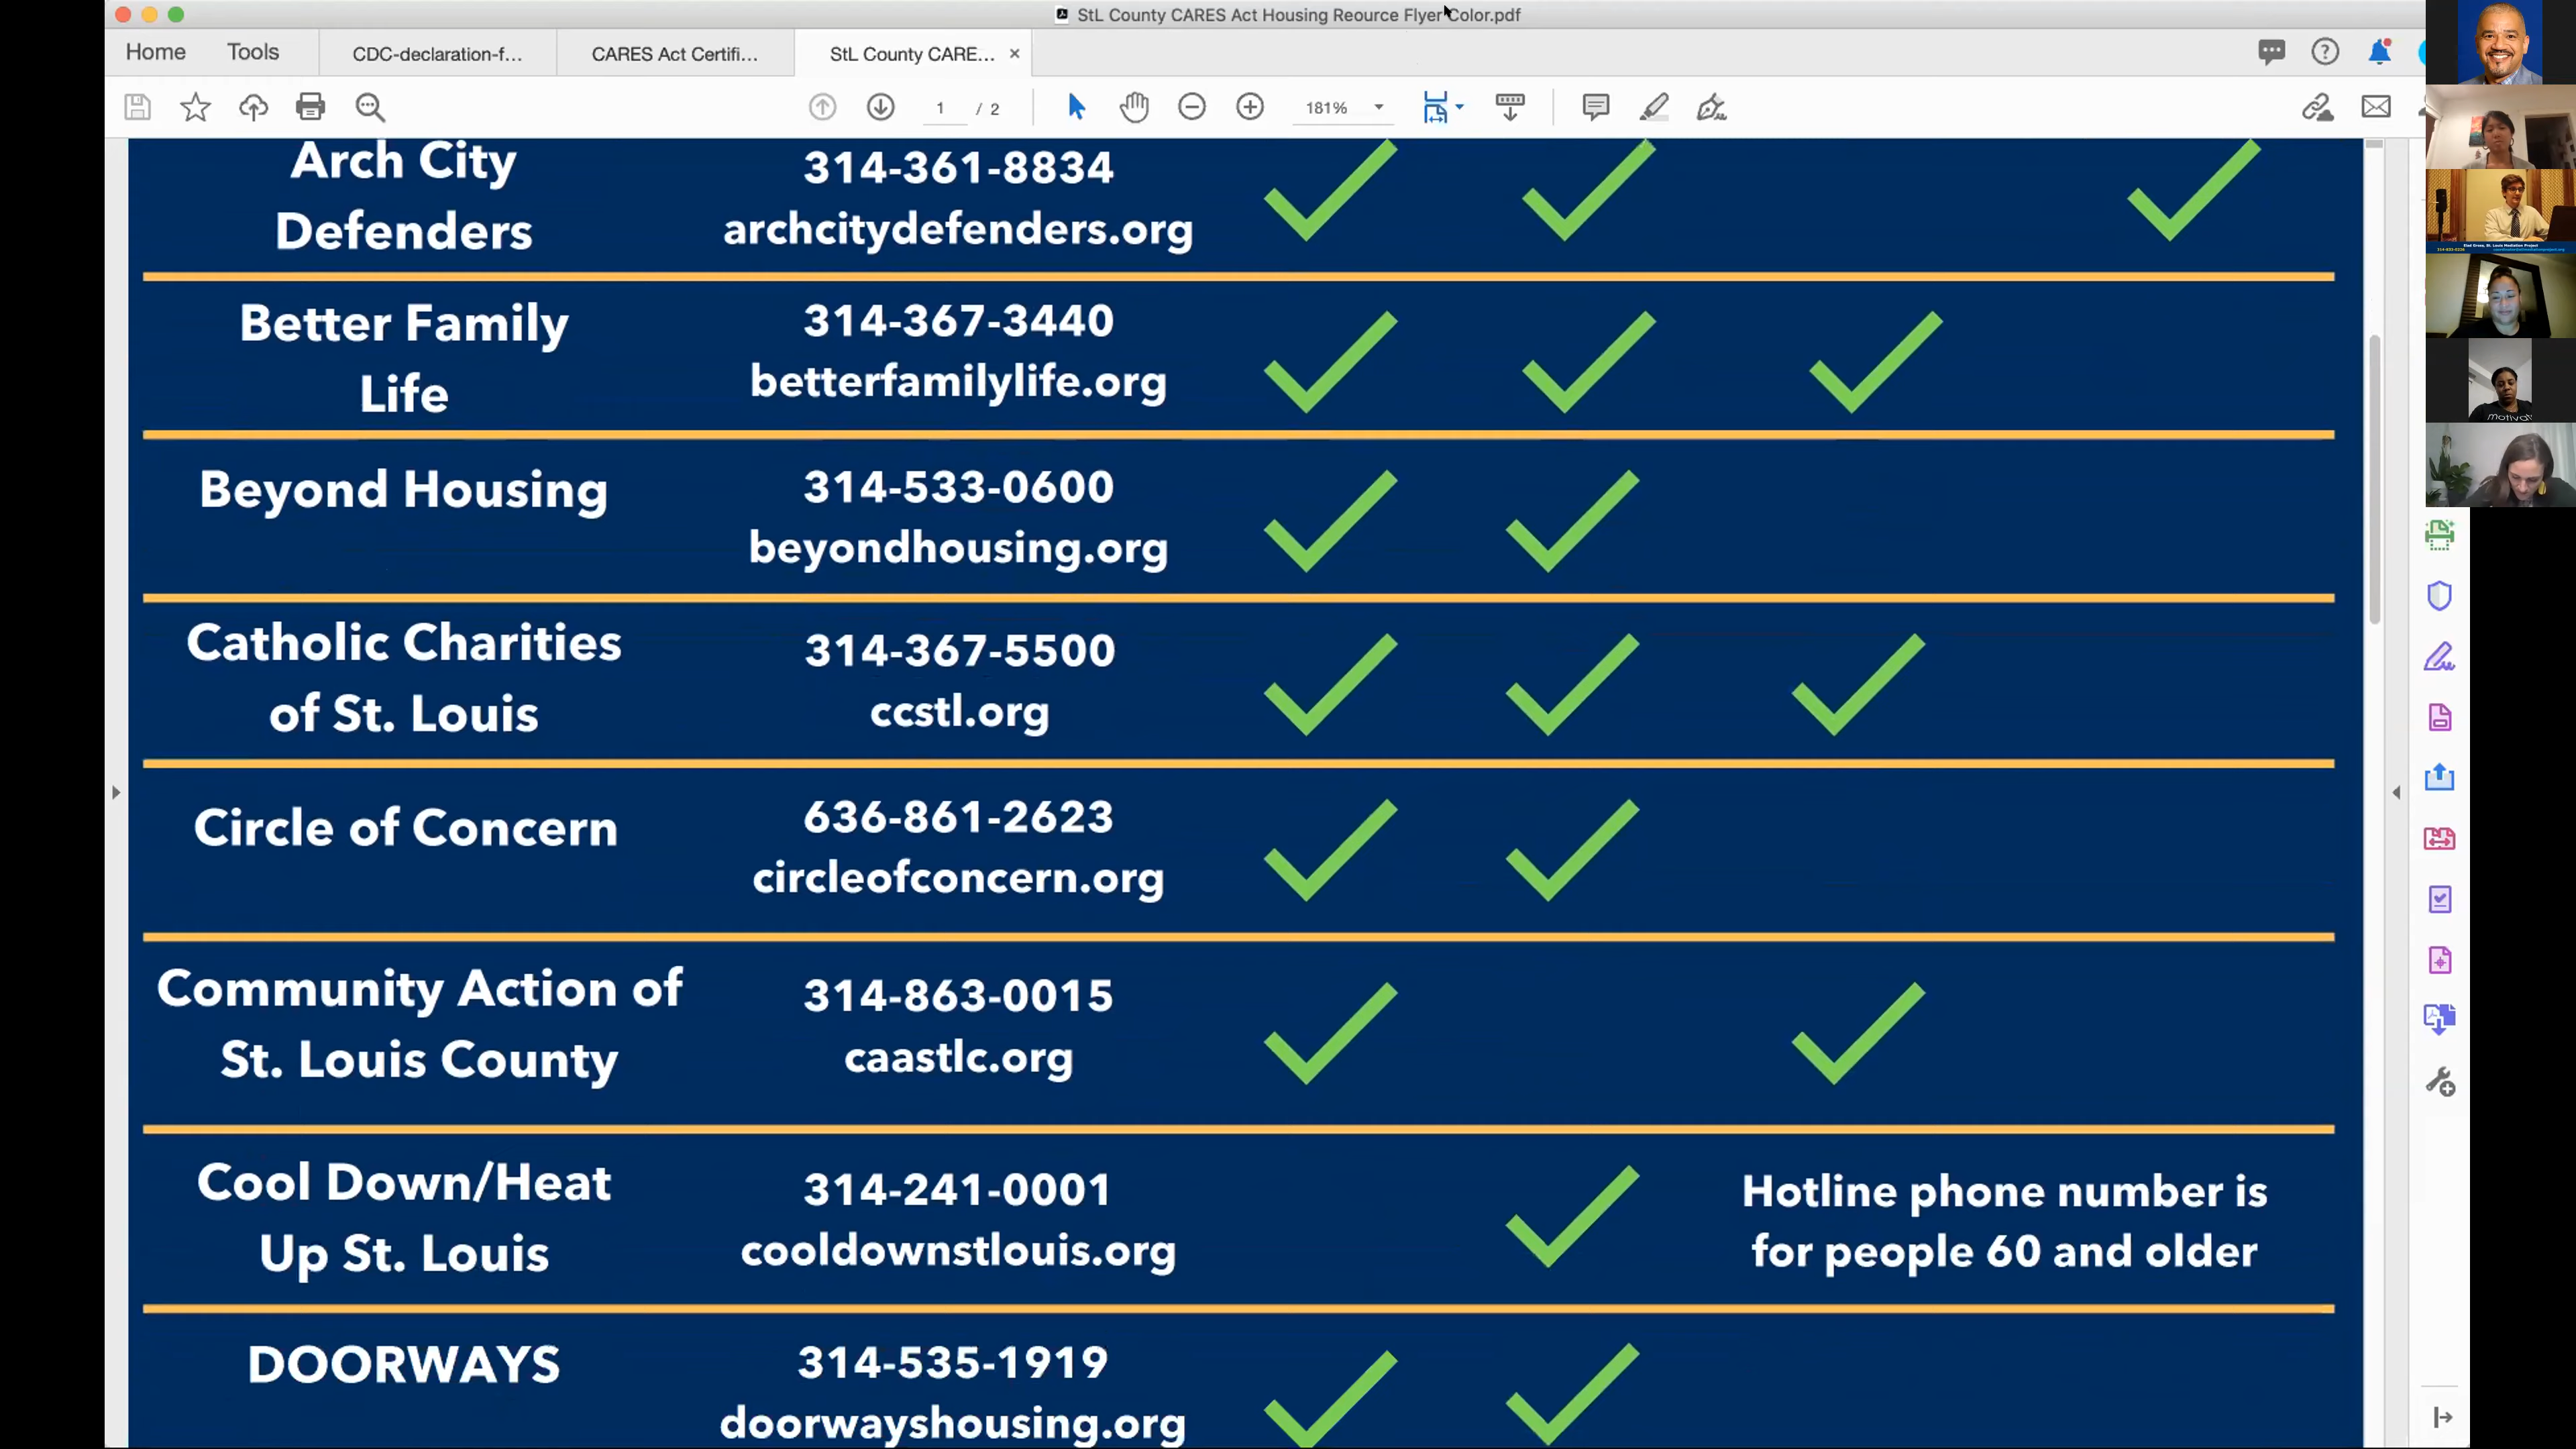 StL County CARES Act Housing Reource Flyer Color.pdf
Home
Tools
CDC-declaration-f...
CARES Act Certifi...
StL County CARE...
1 / 2
181%
Arch City
Defenders
314-361-8834
archcitydefenders.org
Better Family
Life
314-367-3440
betterfamilylife.org
Beyond Housing
314-533-0600
beyondhousing.org
Catholic Charities
of St. Louis
314-367-5500
ccstl.org
Circle of Concern
636-861-2623
circleofconcern.org
Community Action of
St. Louis County
314-863-0015
caastlc.org
Cool Down/Heat
Up St. Louis
314-241-0001
cooldownstlouis.org
Hotline phone number is
for people 60 and older
DOORWAYS
314-535-1919
doorwayshousing.org